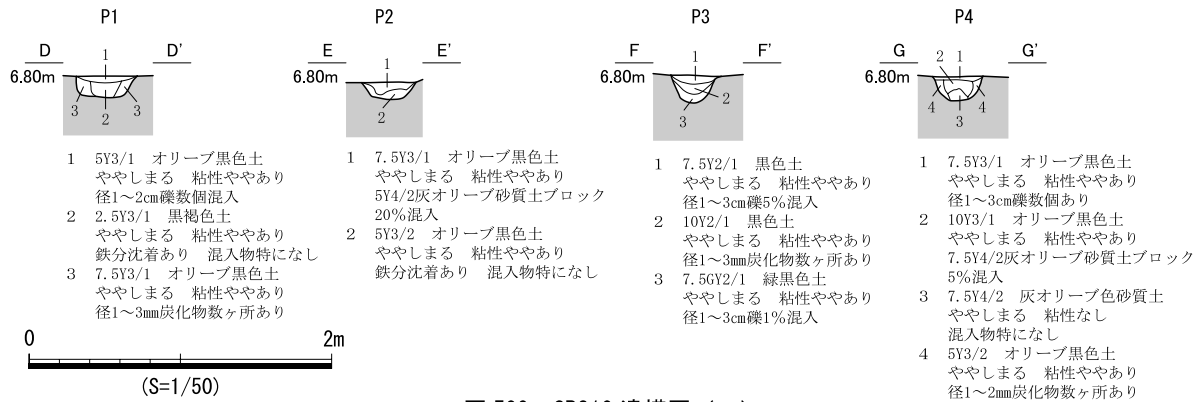 P1
D D'
6.80m
1
3 2 3
1 5Y3/1 オリーブ黒色土
ややしまる 粘性ややあり
径1～2cm礫数個混入
2 2.5Y3/1 黒褐色土
ややしまる 粘性ややあり
鉄分沈着あり 混入物特になし
3 7.5Y3/1 オリーブ黒色土
ややしまる 粘性ややあり
径1～3mm炭化物数ヶ所あり
P2
E E'
6.80m
1
2
1 7.5Y3/1 オリーブ黒色土
ややしまる 粘性ややあり
5Y4/2灰オリーブ砂質土ブロック
20%混入
2 5Y3/2 オリーブ黒色土
ややしまる 粘性ややあり
鉄分沈着あり 混入物特になし
P3
F F'
6.80m
1
2
3
1 7.5Y2/1 黒色土
ややしまる 粘性ややあり
径1～3cm礫5%混入
2 10Y2/1 黒色土
ややしまる 粘性ややあり
径1～3mm炭化物数ヶ所あり
3 7.5GY2/1 緑黒色土
ややしまる 粘性ややあり
径1～3cm礫1%混入
P4
G G'
6.80m
2 1
4 3 4
1 7.5Y3/1 オリーブ黒色土
ややしまる 粘性ややあり
径1～3cm礫数個あり
2 10Y3/1 オリーブ黒色土
ややしまる 粘性ややあり
7.5Y4/2灰オリーブ砂質土ブロック
5%混入
3 7.5Y4/2 灰オリーブ色砂質土
ややしまる 粘性なし
混入物特になし
4 5Y3/2 オリーブ黒色土
ややしまる 粘性ややあり
径1～2mm炭化物数ヶ所あり
0 2m
(S=1/50)